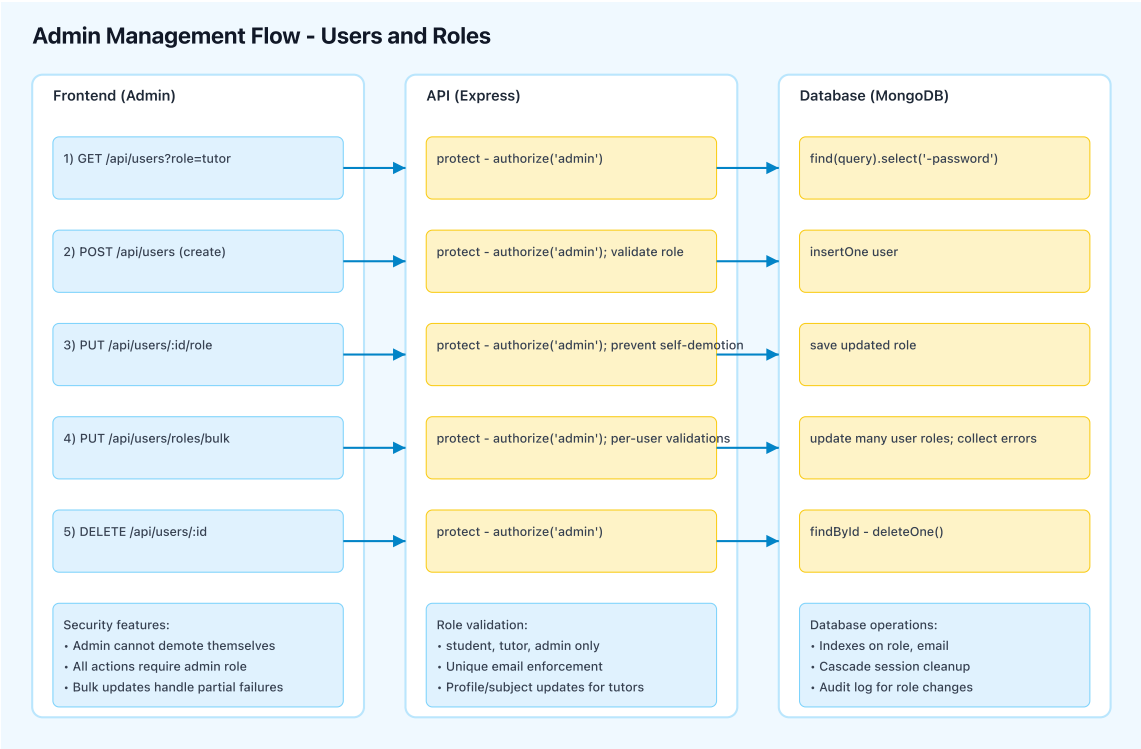 Admin Management Flow - Users and Roles
Frontend (Admin)
1) GET /api/users?role=tutor
2) POST /api/users (create)
3) PUT /api/users/:id/role
4) PUT /api/users/roles/bulk
5) DELETE /api/users/:id
Security features:
• Admin cannot demote themselves
• All actions require admin role
• Bulk updates handle partial failures
API (Express)
protect - authorize('admin')
protect - authorize('admin'); validate role
protect - authorize('admin'); prevent self-demotion
protect - authorize('admin'); per-user validations
protect - authorize('admin')
Role validation:
• student, tutor, admin only
• Unique email enforcement
• Profile/subject updates for tutors
Database (MongoDB)
find(query).select('-password')
insertOne user
save updated role
update many user roles; collect errors
findById - deleteOne()
Database operations:
• Indexes on role, email
• Cascade session cleanup
• Audit log for role changes